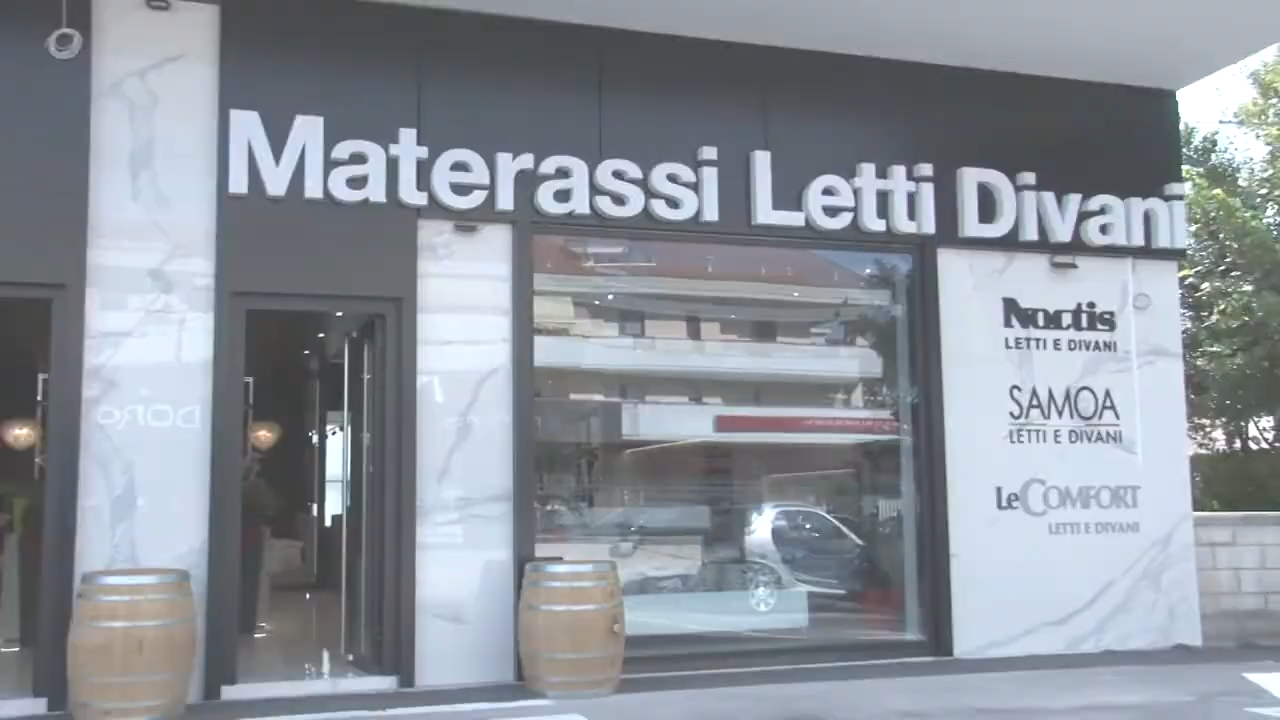 Materassi Letti Divani
Noctis
LETTI E DIVANI
SAMOA
LETTI E DIVANI
LeCOMFORT
LETTI E DIVANI